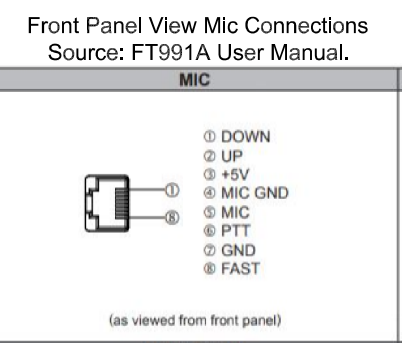 Front Panel View Mic Connections
Source: FT991A User Manual.
MIC
① DOWN
② UP
③ +5V
④ MIC GND
⑤ MIC
⑥ PTT
⑦ GND
⑧ FAST
①
⑧
(as viewed from front panel)